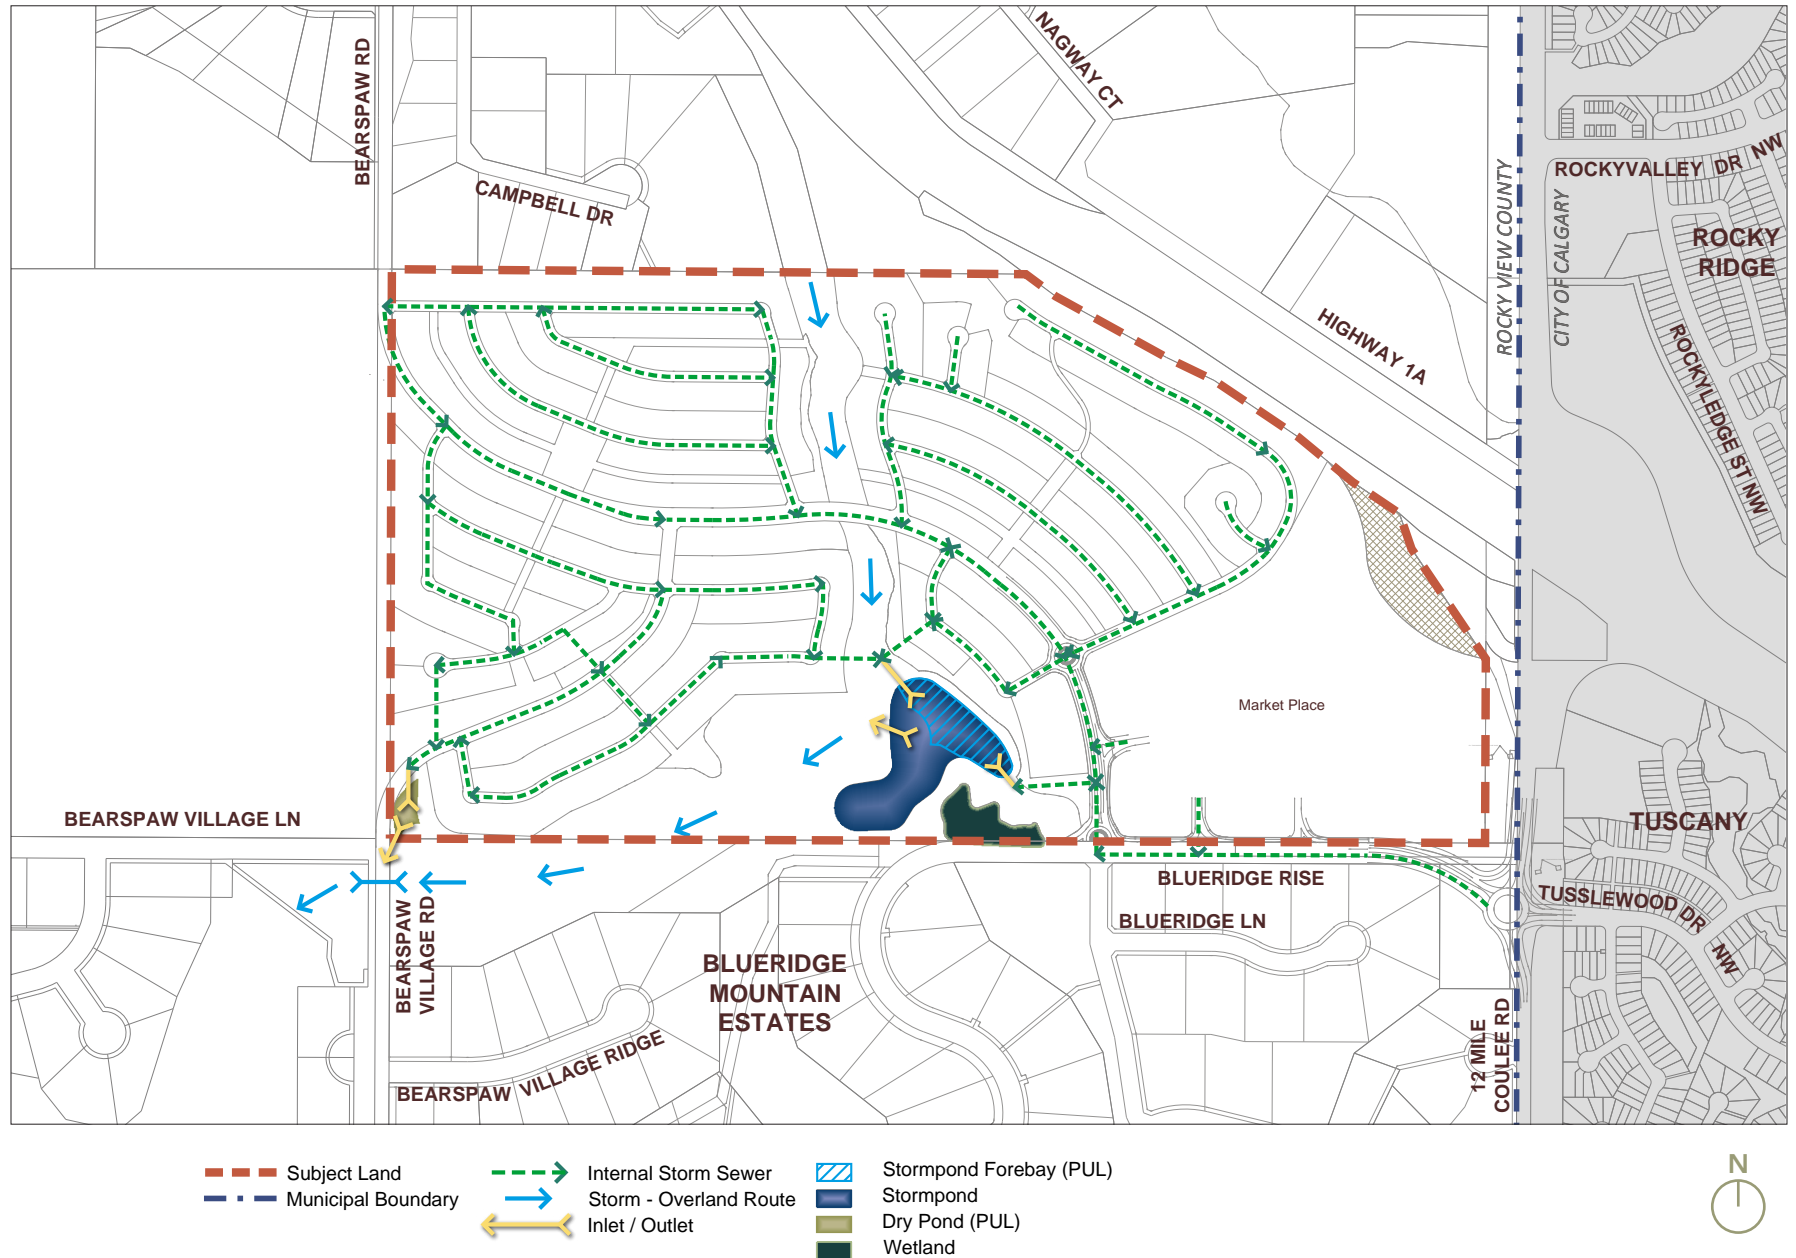 BEARSPAW RD
NAGWAY CT
CAMPBELL DR
ROCKY VIEW COUNTY
CITY OF CALGARY
ROCKYVALLEY DR NW
ROCKY
RIDGE
HIGHWAY 1A
ROCKYLEDGE ST NW
Market Place
BEARSPAW VILLAGE LN
TUSCANY
BLUERIDGE RISE
TUSSLEWOOD DR NW
BLUERIDGE LN
BEARSPAW
VILLAGE RD
BLUERIDGE
MOUNTAIN
ESTATES
12 MILE
COULEE RD
BEARSPAW VILLAGE RIDGE
Subject Land
Municipal Boundary
Internal Storm Sewer
Storm - Overland Route
Inlet / Outlet
Stormpond Forebay (PUL)
Stormpond
Dry Pond (PUL)
Wetland
N